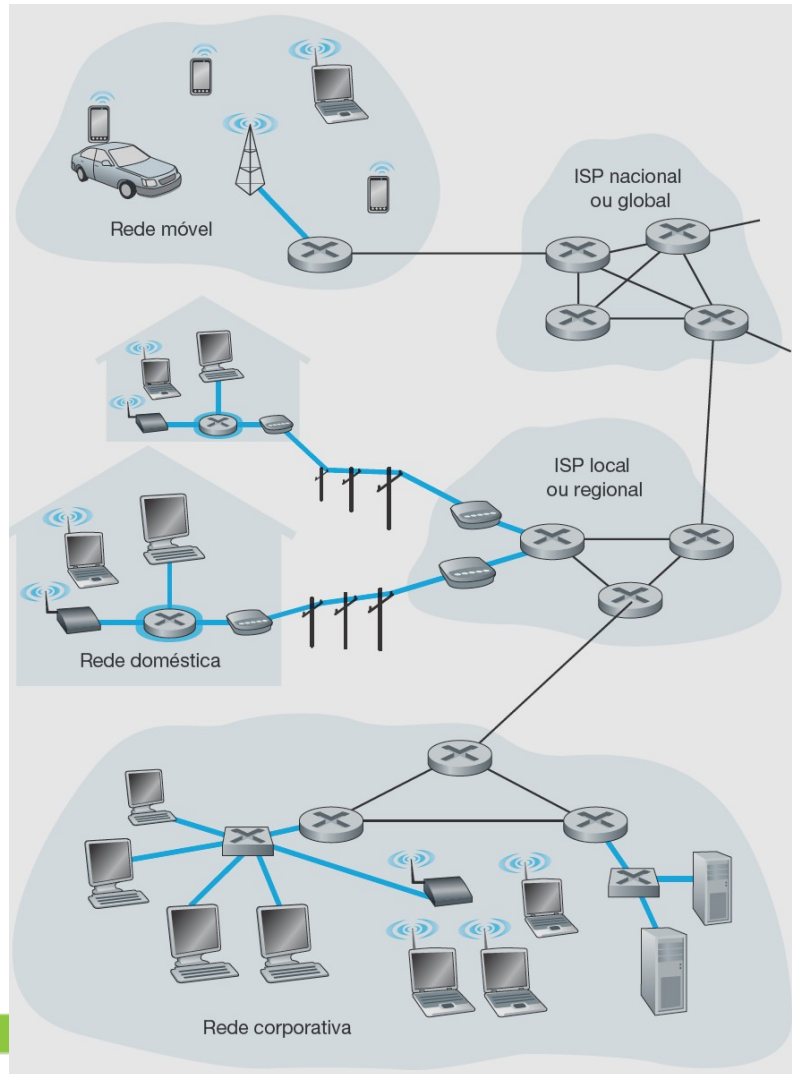 Rede móvel
ISP nacional
ou global
ISP local
ou regional
Rede doméstica
Rede corporativa